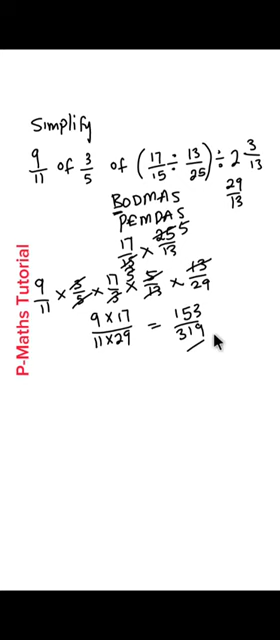 Simplify
9/11 of 3/5 of (17/15 ÷ 13/25) ÷ 2 3/13
29/13
BODMAS
PEMDAS
17/15 × 25/13 5
9/11 × 3/5 × 17/3 × 5/13 × 13/29
9 × 17 / 11 × 29 = 153/319
P-Maths Tutorial